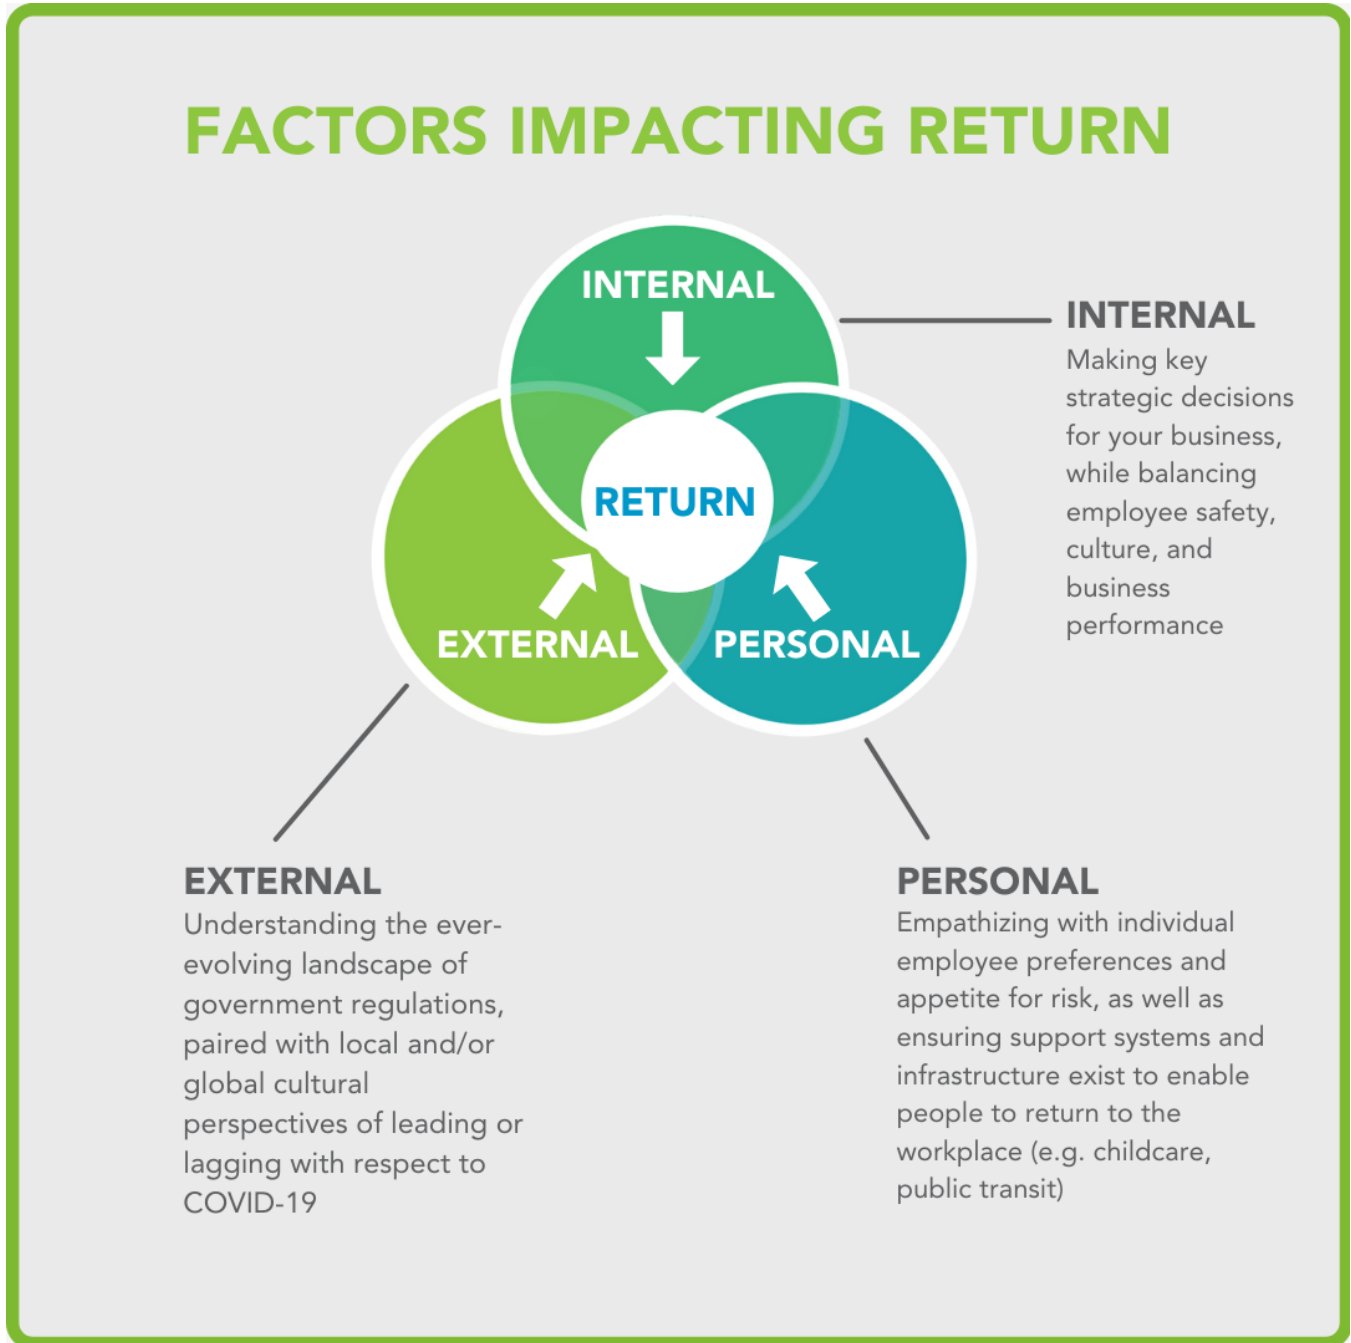 FACTORS IMPACTING RETURN
INTERNAL
RETURN
EXTERNAL
PERSONAL
INTERNAL
Making key
strategic decisions
for your business,
while balancing
employee safety,
culture, and
business
performance
EXTERNAL
Understanding the ever-
evolving landscape of
government regulations,
paired with local and/or
global cultural
perspectives of leading or
lagging with respect to
COVID-19
PERSONAL
Empathizing with individual
employee preferences and
appetite for risk, as well as
ensuring support systems and
infrastructure exist to enable
people to return to the
workplace (e.g. childcare,
public transit)